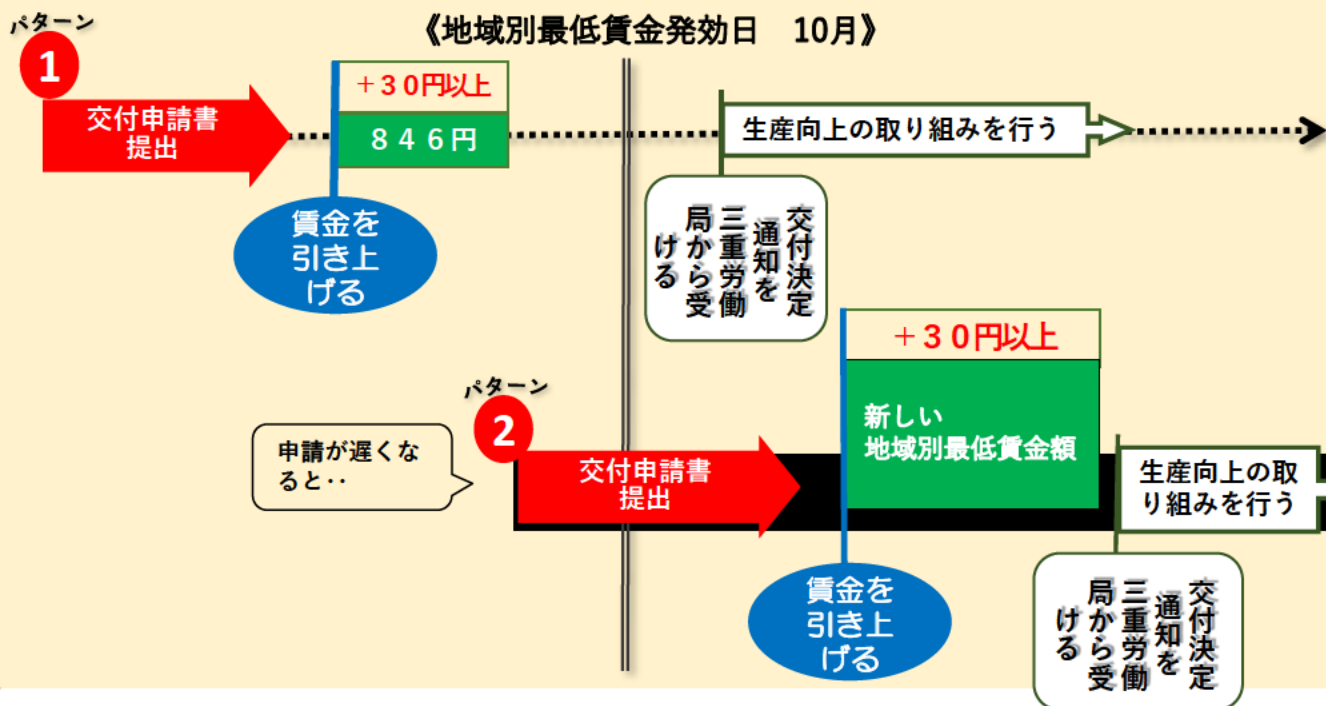 《地域別最低賃金発効日　10月》
パターン
1
交付申請書
提出
＋３０円以上
８４６円
賃金を
引き上
げる
生産向上の取り組みを行う
交付決定
通知を
三重労働
局から受
ける
パターン
2
申請が遅くな
ると‥
交付申請書
提出
＋３０円以上
新しい
地域別最低賃金額
賃金を
引き上
げる
生産向上の取
り組みを行う
交付決定
通知を
三重労働
局から受
ける